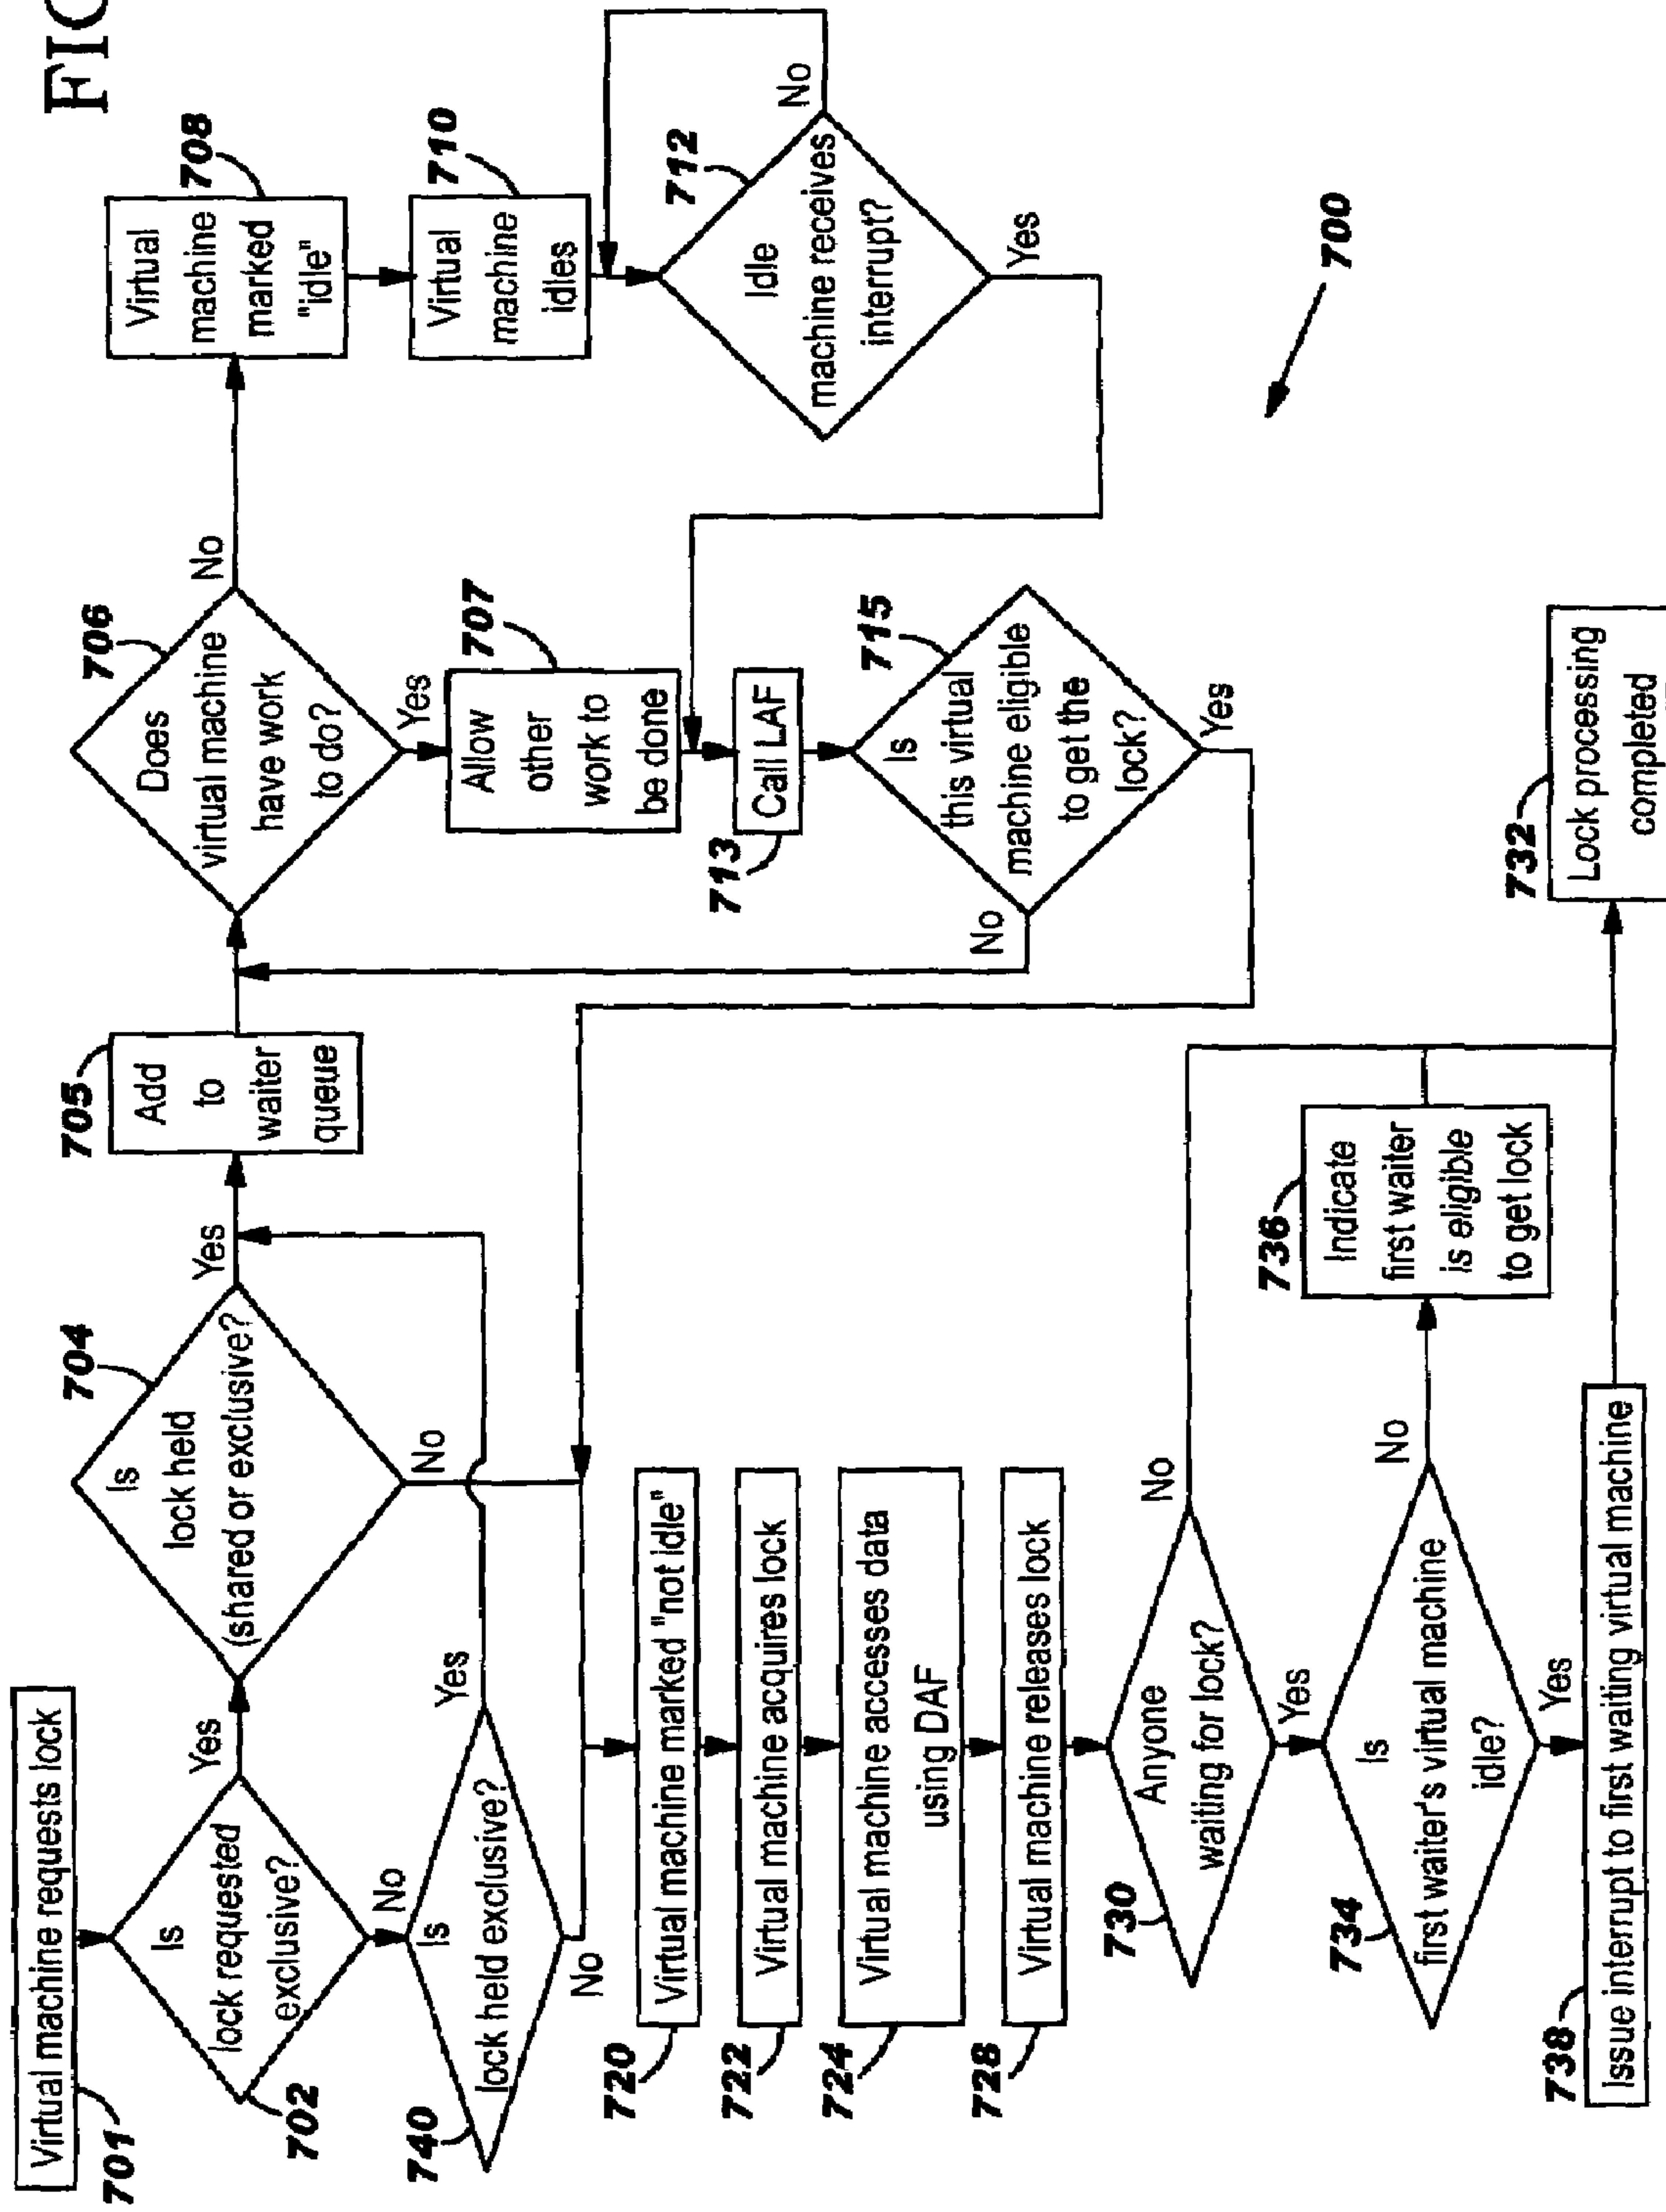 FIG
701
Virtual machine requests lock
702
Is
lock requested
exclusive?
Yes
No
704
Is
lock held
(shared or exclusive?
Yes
No
705
Add
to
waiter
queue
706
Does
virtual machine
have work
to do?
No
Yes
708
Virtual
machine
marked
"idle"
710
Virtual
machine
idles
712
Idle
machine receives
interrupt?
No
Yes
707
Allow
other
work to
be done
713
Call LAF
715
Is
this virtual
machine eligible
to get the
lock?
No
Yes
740
Is
lock held exclusive?
Yes
No
720
Virtual machine marked "not idle"
722
Virtual machine acquires lock
724
Virtual machine accesses data
using DAF
728
Virtual machine releases lock
730
Anyone
waiting for lock?
No
Yes
734
Is
first waiter's virtual machine
idle?
No
Yes
736
Indicate
first waiter
is eligible
to get lock
738
Issue interrupt to first waiting virtual machine
732
Lock processing
completed
700